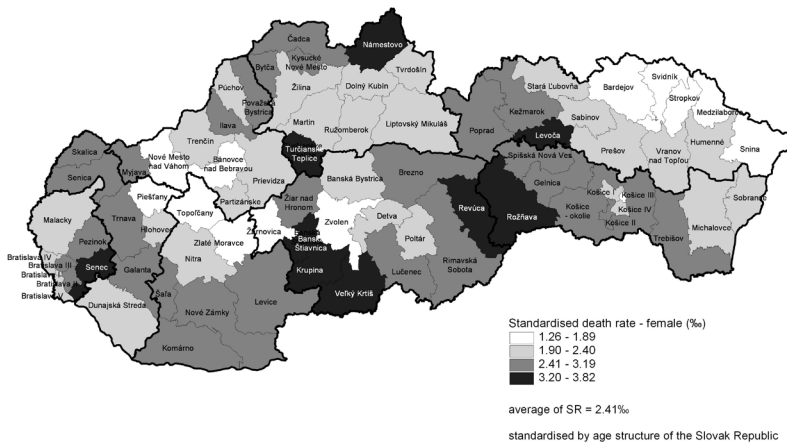 Čadca
Námestovo
Kysucké
Nové Mesto
Bytča
Tvrdošín
Púchov
Považská
Bystrica
Žilina
Dolný Kubín
Ilava
Martin
Ružomberok
Liptovský Mikuláš
Trenčín
Turčianske
Teplice
Nové Mesto
nad Váhom
Bánovce
nad Bebravou
Prievidza
Partizánske
Skalica
Senica
Myjava
Piešťany
Topoľčany
Malacky
Trnava
Hlohovec
Zlaté Moravce
Nitra
Pezinok
Senec
Galanta
Bratislava IV
Bratislava III
Bratislava I
Bratislava II
Bratislava V
Dunajská Streda
Šaľa
Nové Zámky
Komárno
Levice
Žiar nad
Hronom
Žarnovica
Banská
Štiavnica
Krupina
Zvolen
Banská Bystrica
Brezno
Detva
Poltár
Veľký Krtíš
Lučenec
Rimavská
Sobota
Revúca
Rožňava
Poprad
Kežmarok
Levoča
Stará Ľubovňa
Sabinov
Prešov
Bardejov
Svidník
Stropkov
Medzilaborce
Humenné
Snina
Vranov
nad Topľou
Spišská Nová Ves
Gelnica
Košice
- okolie
Košice I
Košice III
Košice IV
Košice II
Trebišov
Michalovce
Sobrance
Standardised death rate - female (‰)
1.26 - 1.89
1.90 - 2.40
2.41 - 3.19
3.20 - 3.82
average of SR = 2.41‰
standardised by age structure of the Slovak Republic